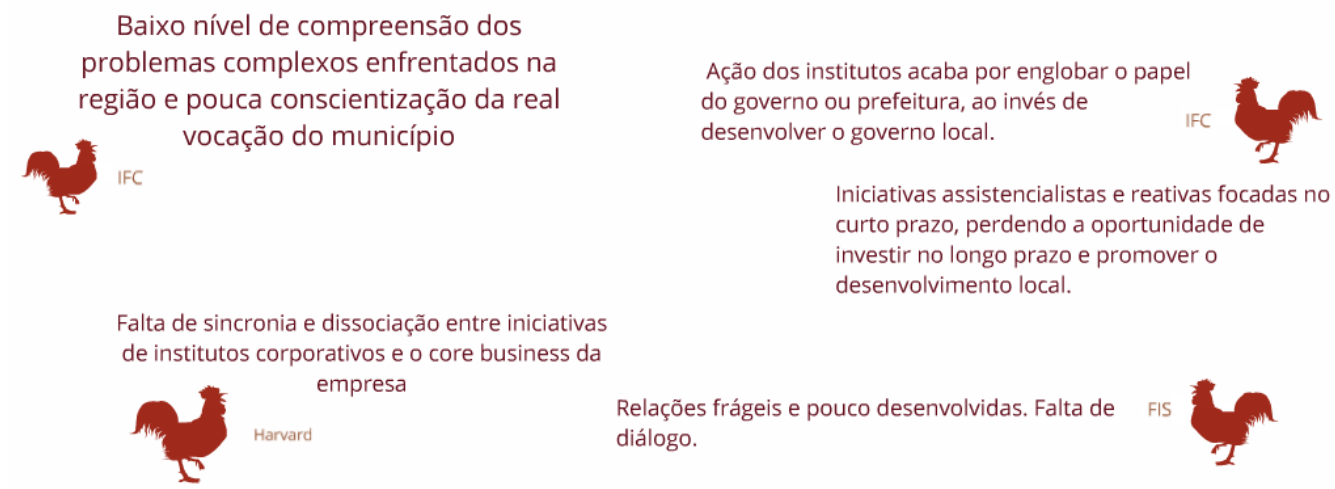 Baixo nível de compreensão dos
problemas complexos enfrentados na
região e pouca conscientização da real
vocação do município
IFC
Ação dos institutos acaba por englobar o papel
do governo ou prefeitura, ao invés de
desenvolver o governo local.
IFC
Iniciativas assistencialistas e reativas focadas no
curto prazo, perdendo a oportunidade de
investir no longo prazo e promover o
desenvolvimento local.
Falta de sincronia e dissociação entre iniciativas
de institutos corporativos e o core business da
empresa
Harvard
Relações frágeis e pouco desenvolvidas. Falta de
diálogo.
FIS